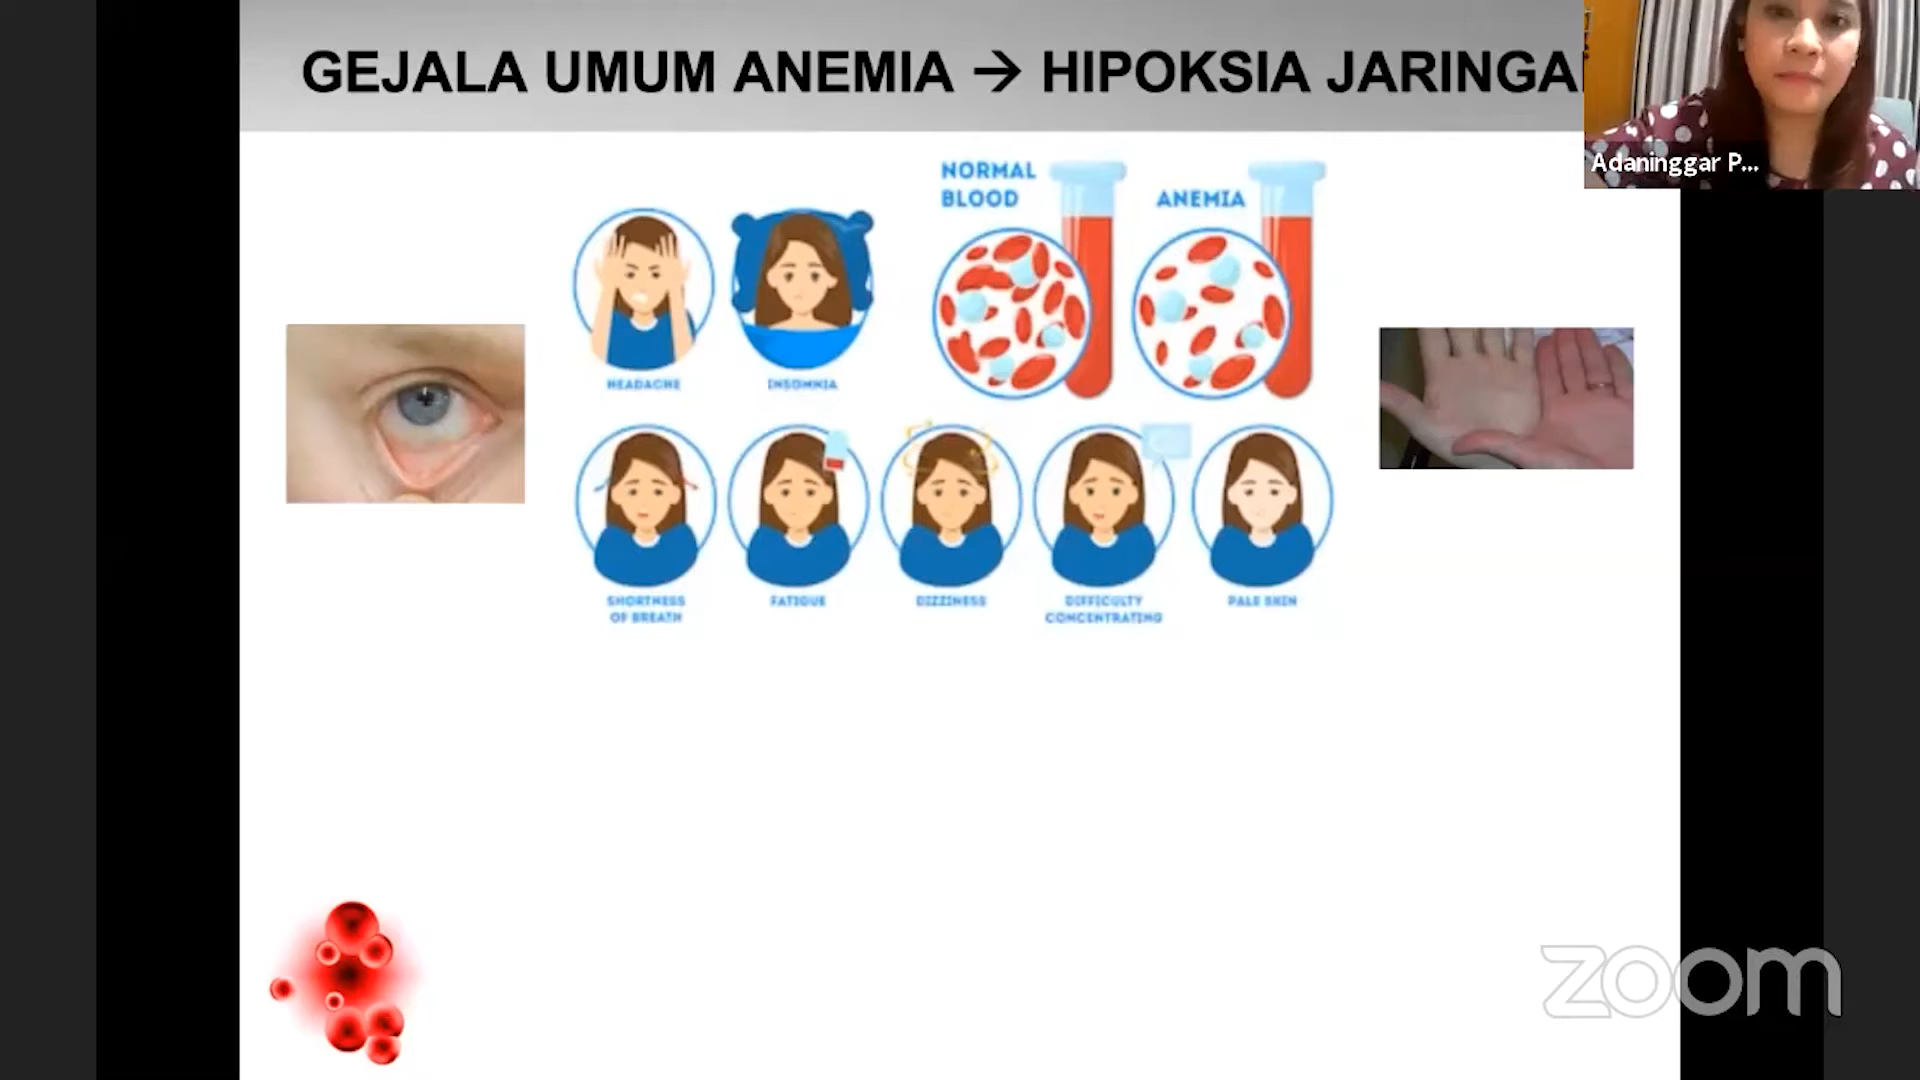 GEJALA UMUM ANEMIA → HIPOKSIA JARINGA
Adaninggar P...
NORMAL
BLOOD
ANEMIA
HEADACHE
INSOMNIA
SHORTNESS
OF BREATH
FATIGUE
DIZZINESS
DIFFICULTY
CONCENTRATING
PALE SKIN
zoom